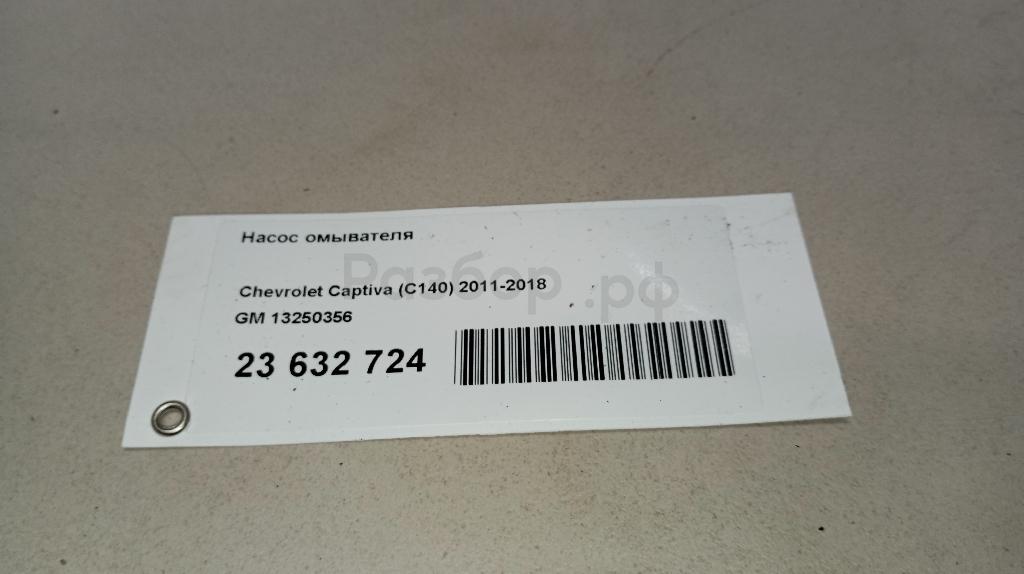 Насос омывателя
Разбор.рф
Chevrolet Captiva (C140) 2011-2018
GM 13250356
23 632 724